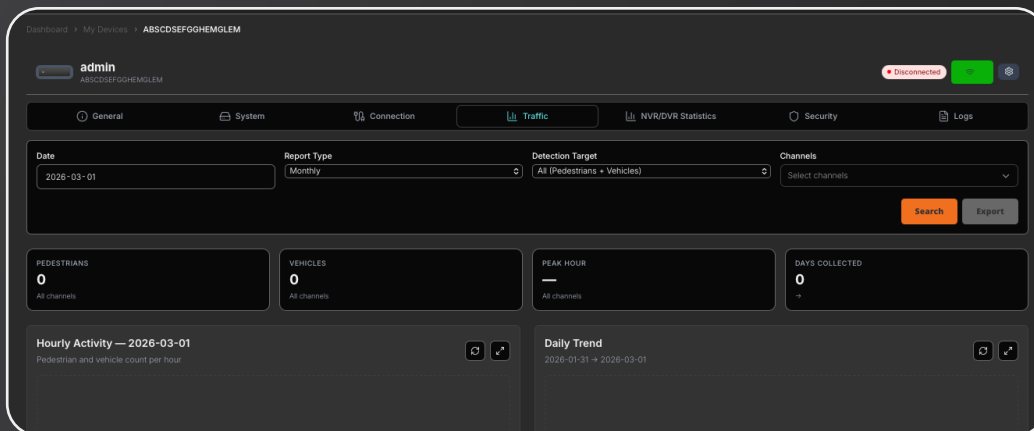 Dashboard › My Devices › ABSCDSEFGGHEMGLEM
admin
ABSCDSEFGGHEMGLEM
Disconnected
General
System
Connection
Traffic
NVR/DVR Statistics
Security
Logs
Date
2026-03-01
Report Type
Monthly
Detection Target
All (Pedestrians + Vehicles)
Channels
Select channels
Search
Export
PEDESTRIANS
0
All channels
VEHICLES
0
All channels
PEAK HOUR
—
All channels
DAYS COLLECTED
0
→
Hourly Activity — 2026-03-01
Pedestrian and vehicle count per hour
Daily Trend
2026-01-31 → 2026-03-01